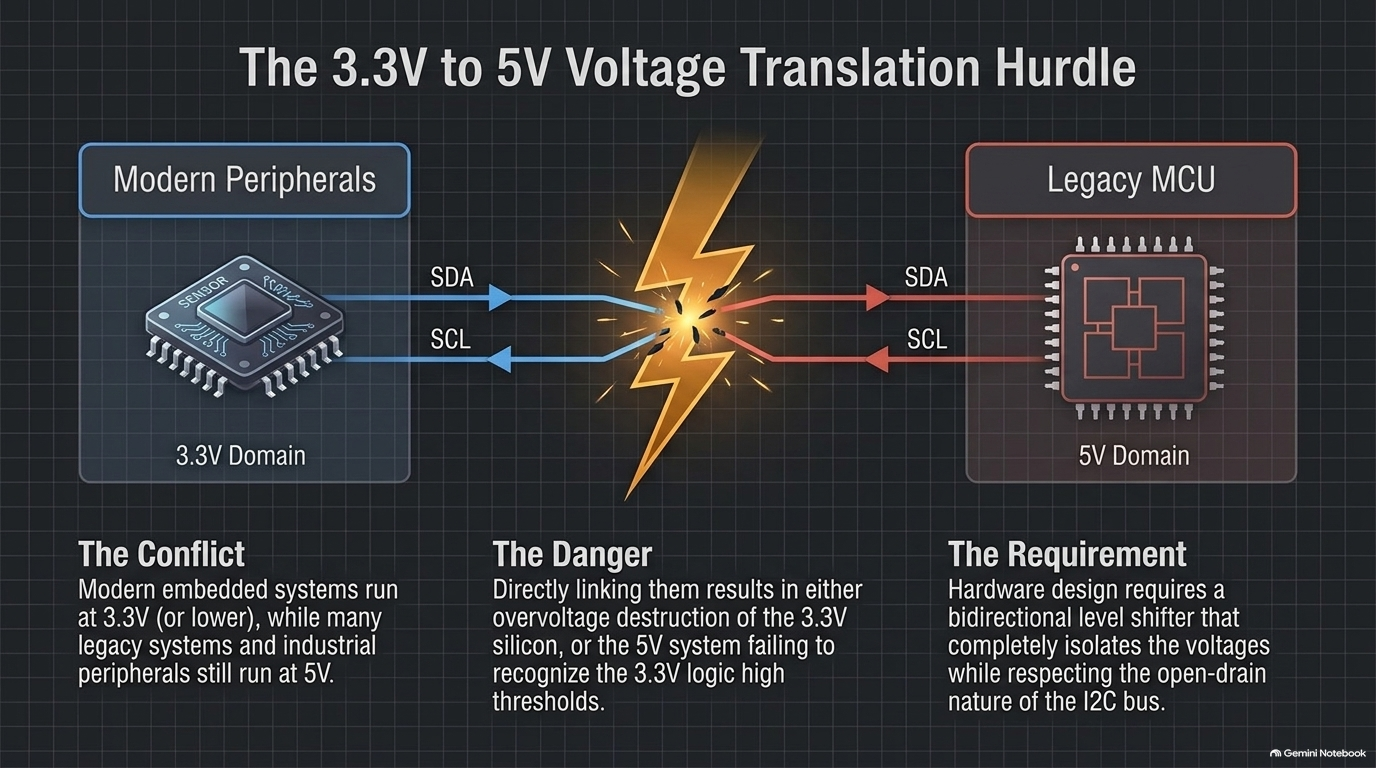 The 3.3V to 5V Voltage Translation Hurdle
Modern Peripherals
SENSOR
3.3V Domain
SDA
SCL
SDA
SCL
Legacy MCU
5V Domain
The Conflict
Modern embedded systems run
at 3.3V (or lower), while many
legacy systems and industrial
peripherals still run at 5V.
The Danger
Directly linking them results in either
overvoltage destruction of the 3.3V
silicon, or the 5V system failing to
recognize the 3.3V logic high
thresholds.
The Requirement
Hardware design requires a
bidirectional level shifter that
completely isolates the voltages
while respecting the open-drain
nature of the I2C bus.
Gemini Notebook